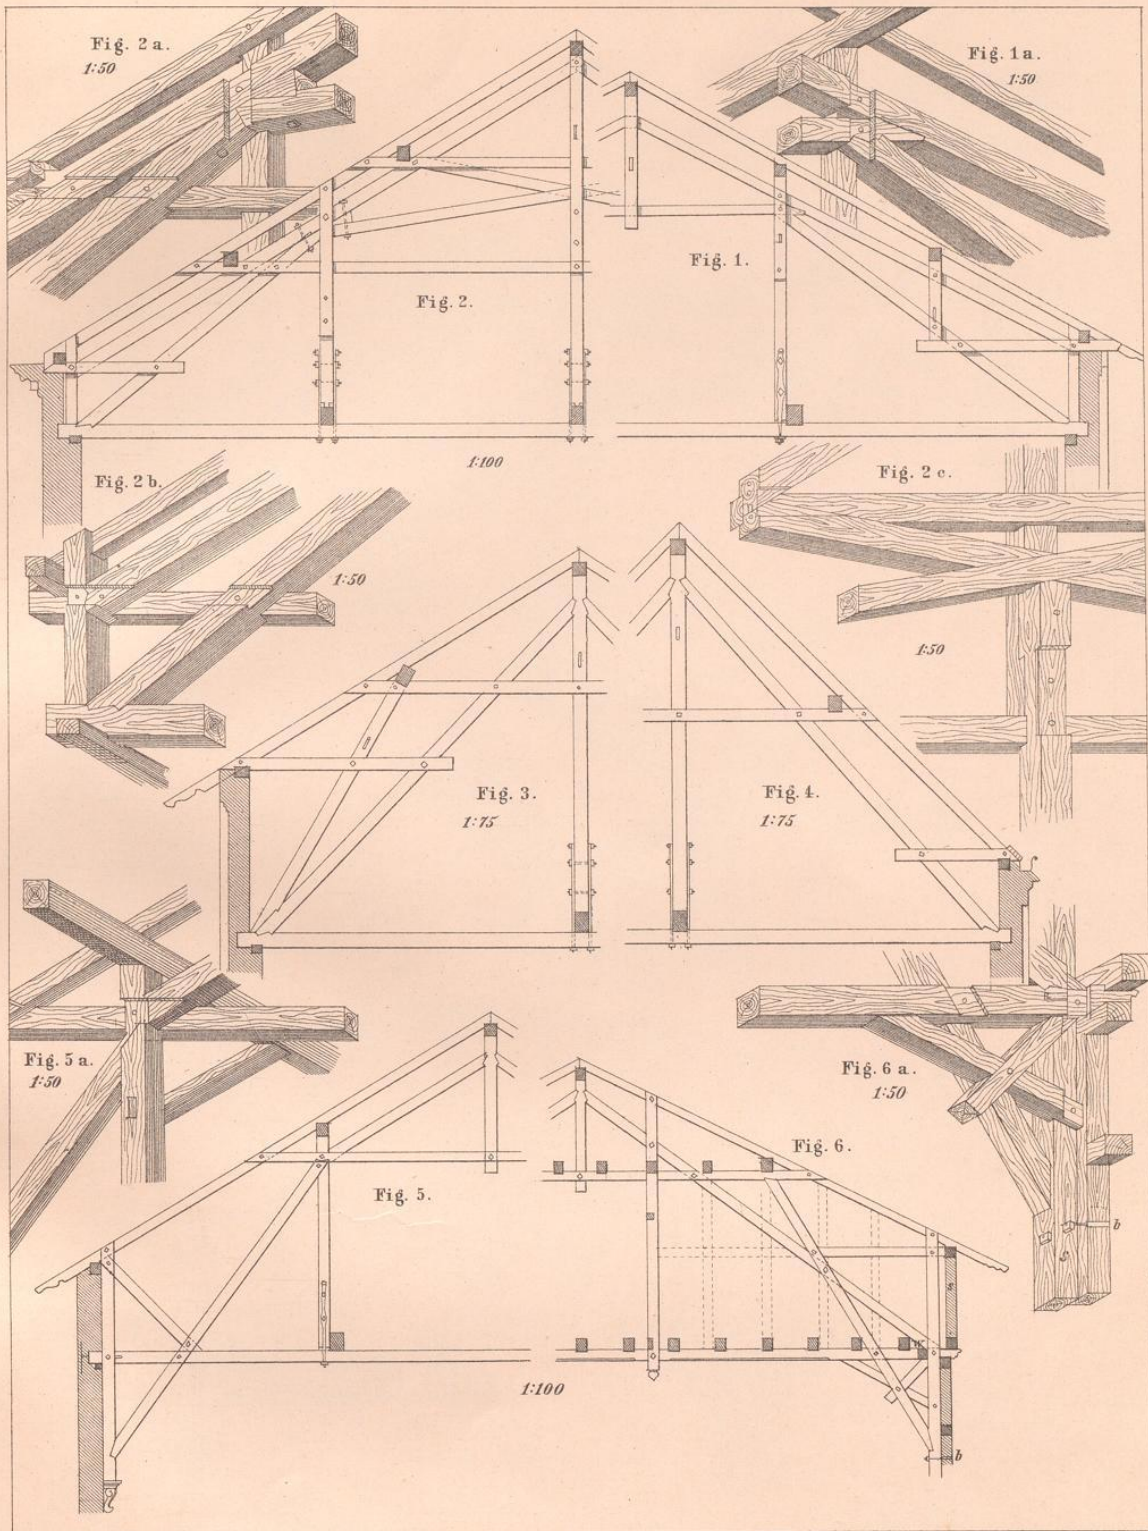 Fig. 2 a.
1:50
Fig. 1a.
1:50
Fig. 2.
Fig. 1.
1:100
Fig. 2 b.
1:50
Fig. 2 c.
1:50
Fig. 3.
1:75
Fig. 4.
1:75
Fig. 5 a.
1:50
Fig. 6 a.
1:50
b
Fig. 5.
Fig. 6.
1:100
b